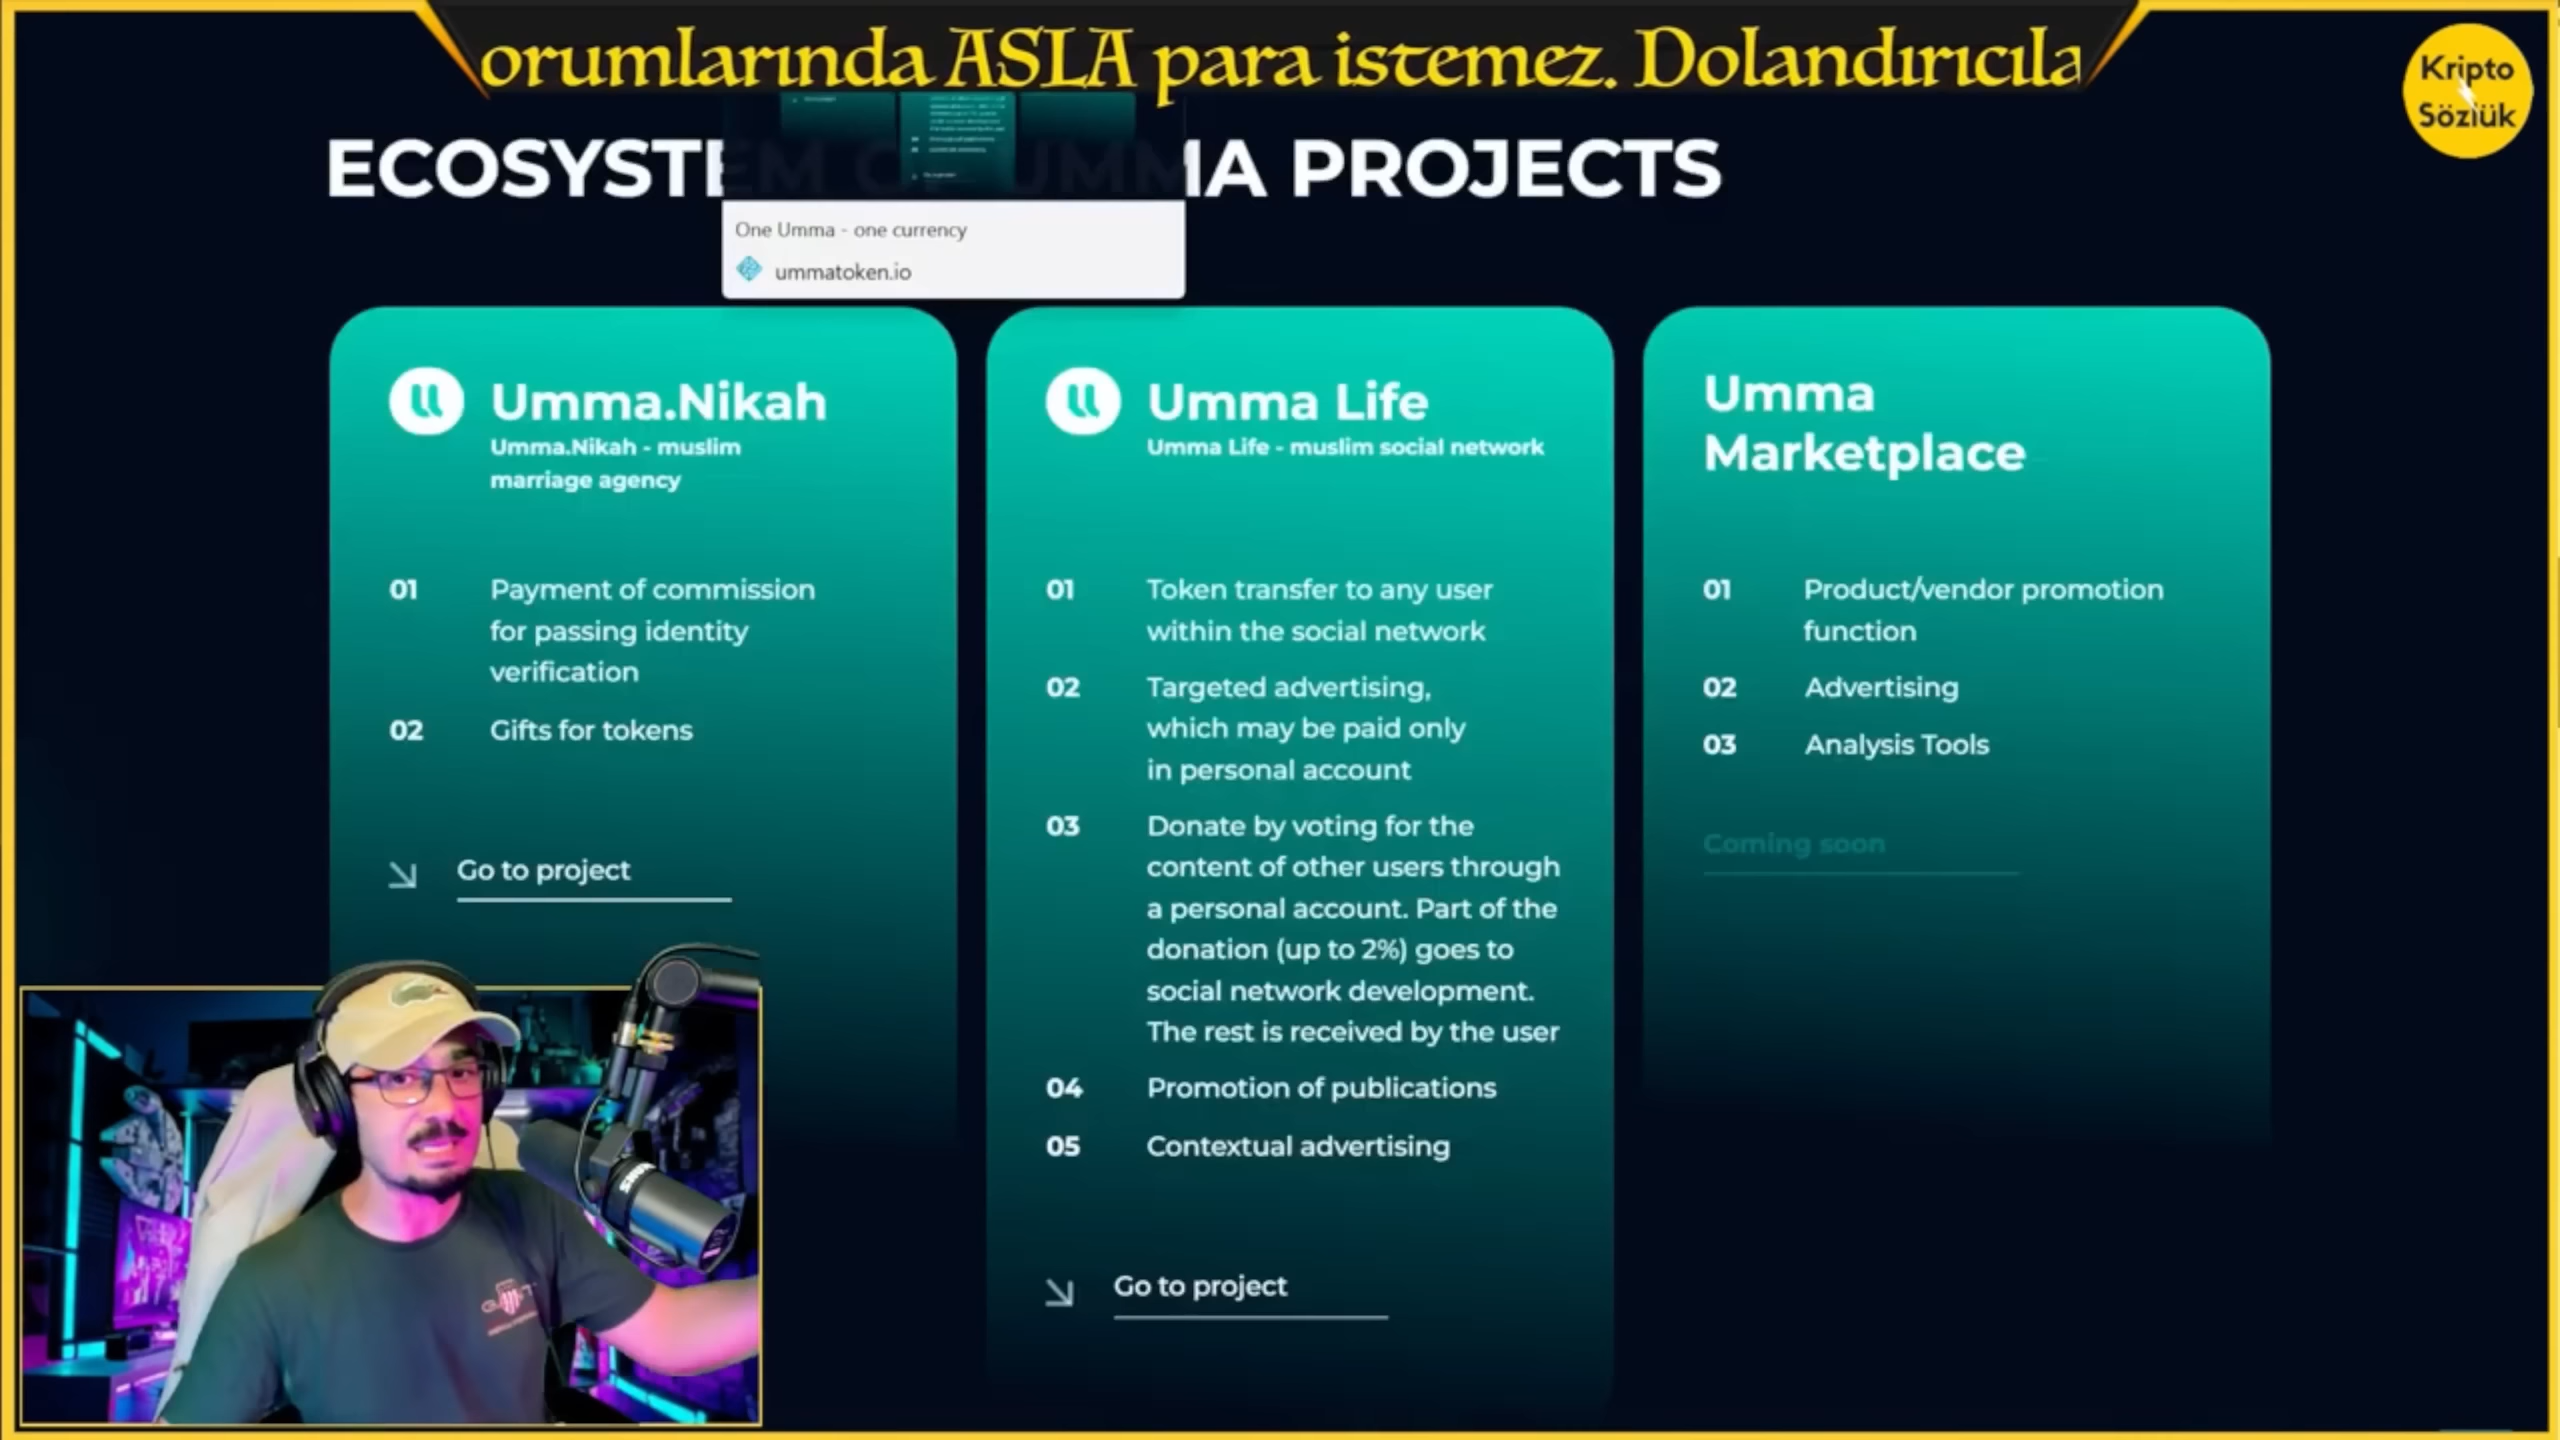 orumlarında ASLA para istemez. Dolandırıcıla
Kripto
Sözlük
ECOSYSTEM OF UMMA PROJECTS
One Umma - one currency
ummatoken.io
Umma.Nikah
Umma.Nikah - muslim
marriage agency
01 Payment of commission
for passing identity
verification
02 Gifts for tokens
Go to project
Umma Life
Umma Life - muslim social network
01 Token transfer to any user
within the social network
02 Targeted advertising,
which may be paid only
in personal account
03 Donate by voting for the
content of other users through
a personal account. Part of the
donation (up to 2%) goes to
social network development.
The rest is received by the user
04 Promotion of publications
05 Contextual advertising
Go to project
Umma
Marketplace
01 Product/vendor promotion
function
02 Advertising
03 Analysis Tools
Coming soon